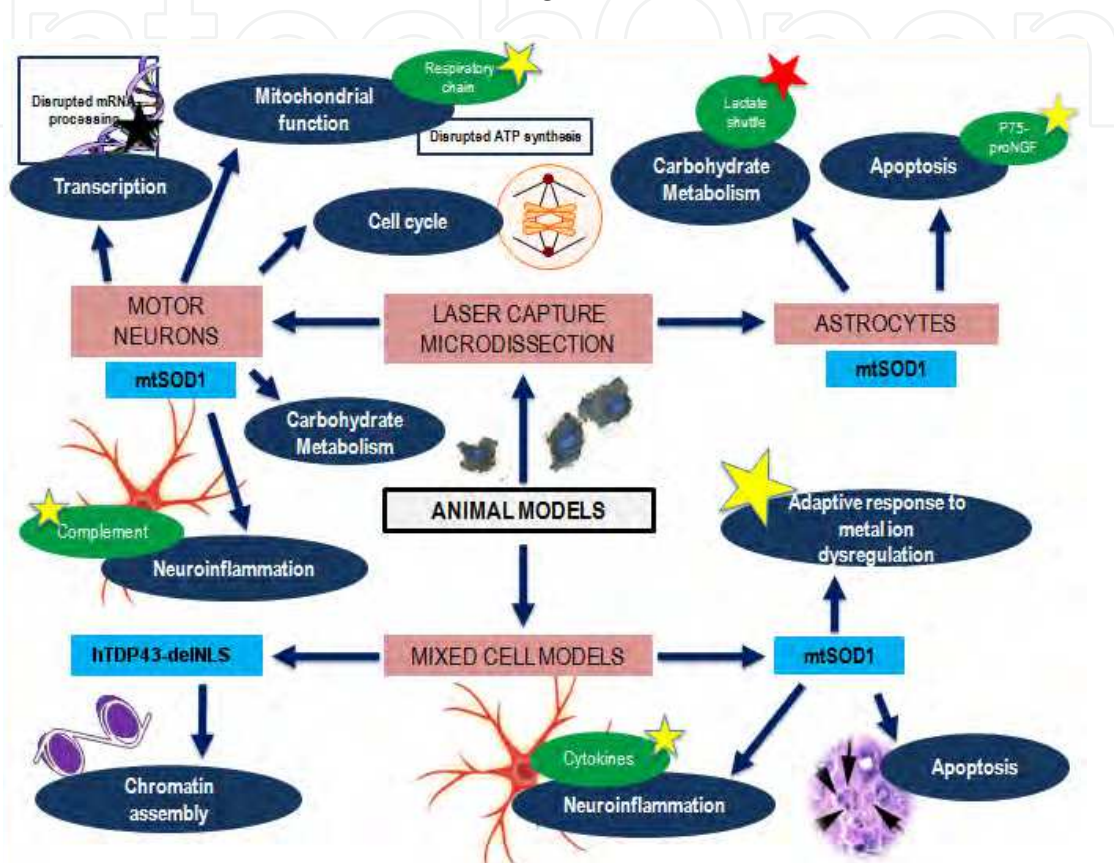 Disrupted mRNA
processing
Transcription
Mitochondrial
function
Respiratory
chain
Disrupted ATP synthesis
Cell cycle
Lactate
shuttle
Carbohydrate
Metabolism
Apoptosis
P75-
proNGF
MOTOR
NEURONS
mtSOD1
LASER CAPTURE
MICRODISSECTION
ASTROCYTES
mtSOD1
Carbohydrate
Metabolism
Complement
Neuroinflammation
ANIMAL MODELS
Adaptive response to
metal ion
dysregulation
hTDP43-delNLS
MIXED CELL MODELS
mtSOD1
Chromatin
assembly
Cytokines
Neuroinflammation
Apoptosis